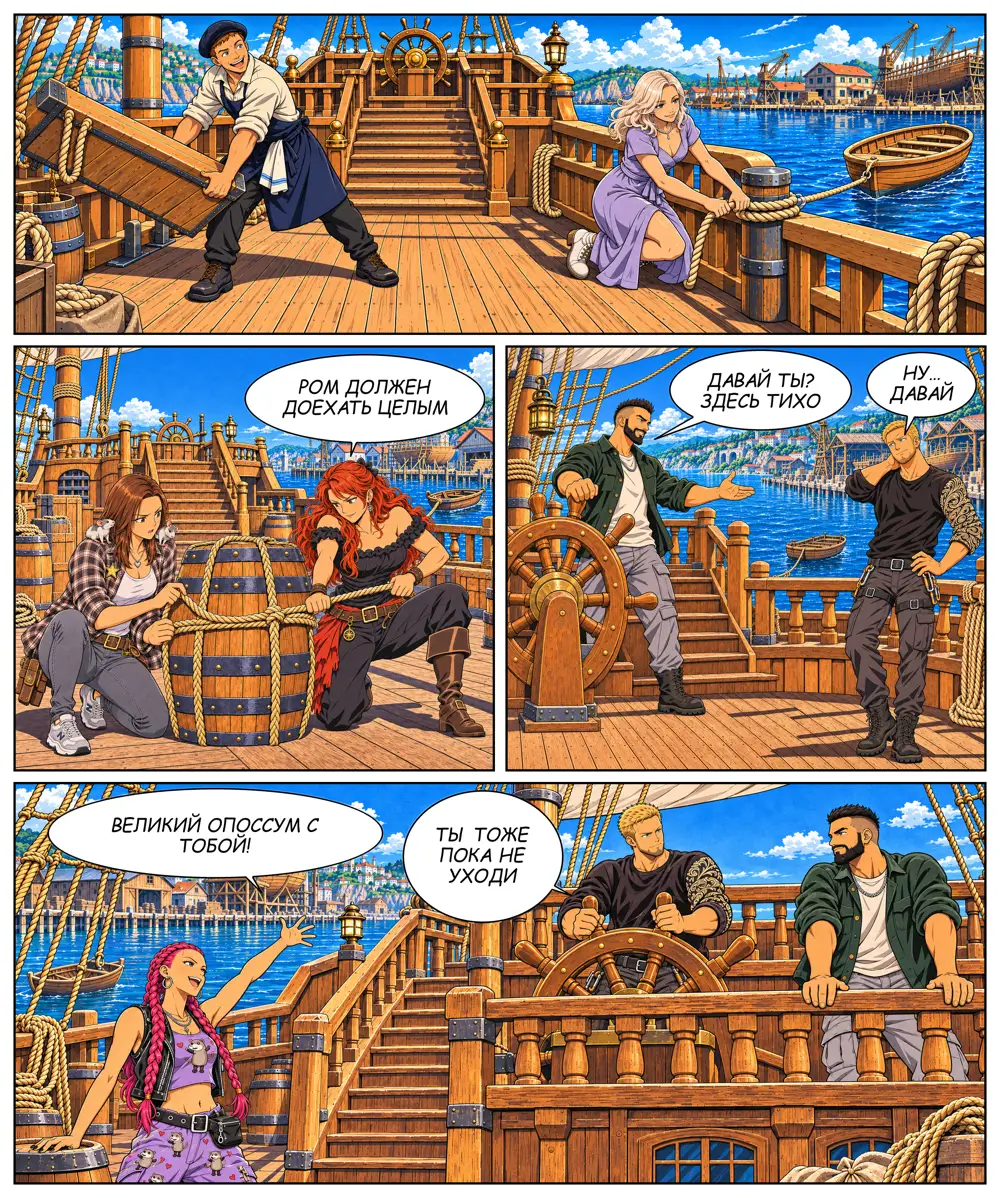 РОМ ДОЛЖЕН
ДОЕХАТЬ ЦЕЛЫМ
ДАВАЙ ТЫ?
ЗДЕСЬ ТИХО
НУ...
ДАВАЙ
ВЕЛИКИЙ ОПОССУМ С
ТОБОЙ!
ТЫ ТОЖЕ
ПОКА НЕ
УХОДИ